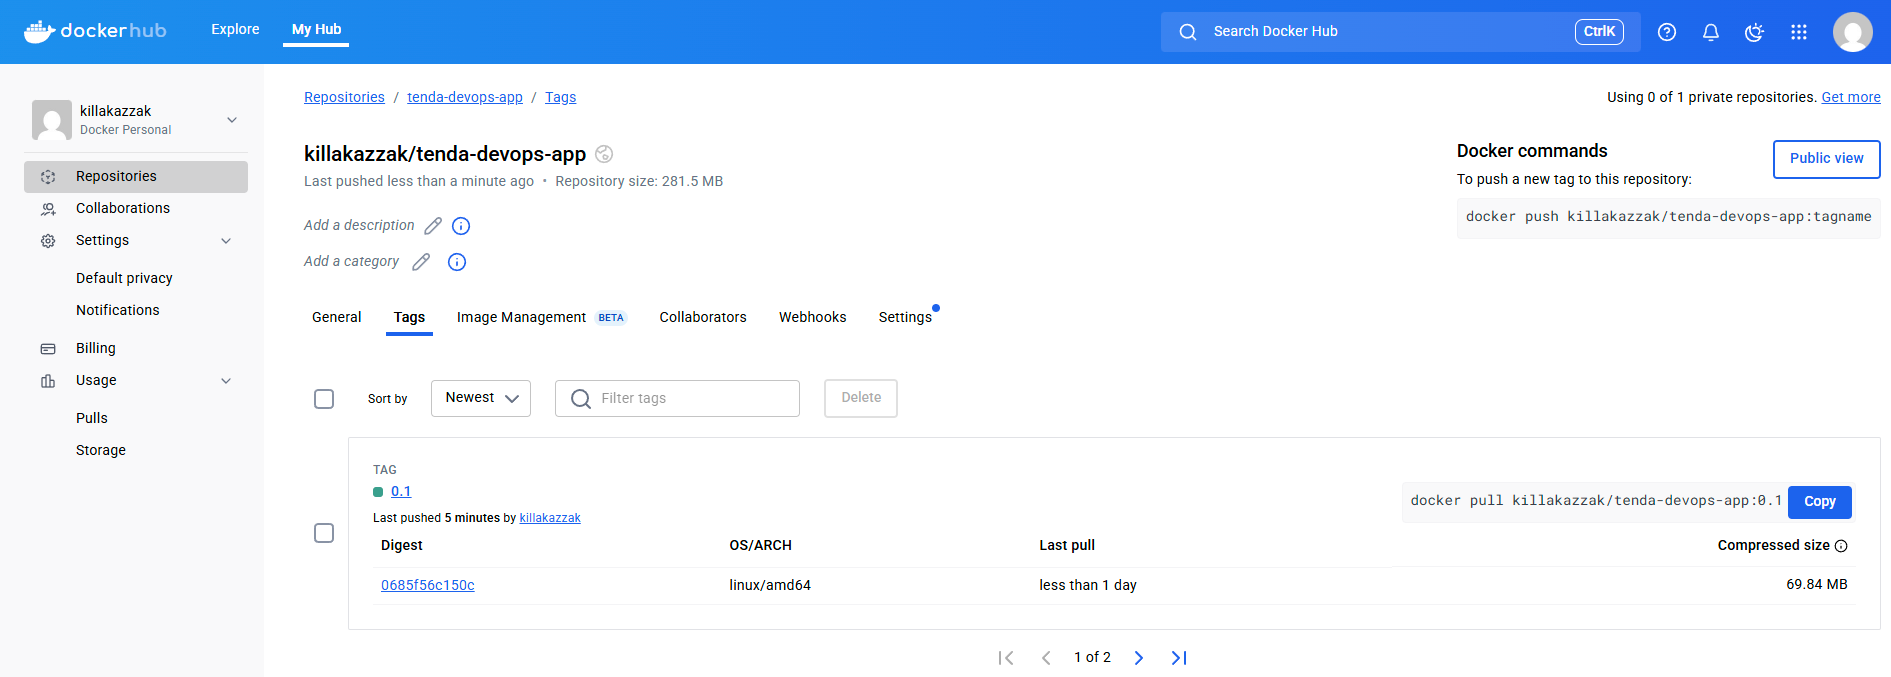 dockerhub
Explore
My Hub
Search Docker Hub
CtrlK
killakazzak
Docker Personal
Repositories
Collaborations
Settings
Default privacy
Notifications
Billing
Usage
Pulls
Storage
Repositories / tenda-devops-app / Tags
Using 0 of 1 private repositories. Get more
killakazzak/tenda-devops-app
Last pushed less than a minute ago • Repository size: 281.5 MB
Add a description
Add a category
Docker commands
Public view
To push a new tag to this repository:
docker push killakazzak/tenda-devops-app:tagname
General
Tags
Image Management BETA
Collaborators
Webhooks
Settings
Sort by
Newest
Filter tags
Delete
TAG
0.1
Last pushed 5 minutes by killakazzak
docker pull killakazzak/tenda-devops-app:0.1
Copy
Digest OS/ARCH Last pull Compressed size
0685f56c150c linux/amd64 less than 1 day 69.84 MB
1 of 2